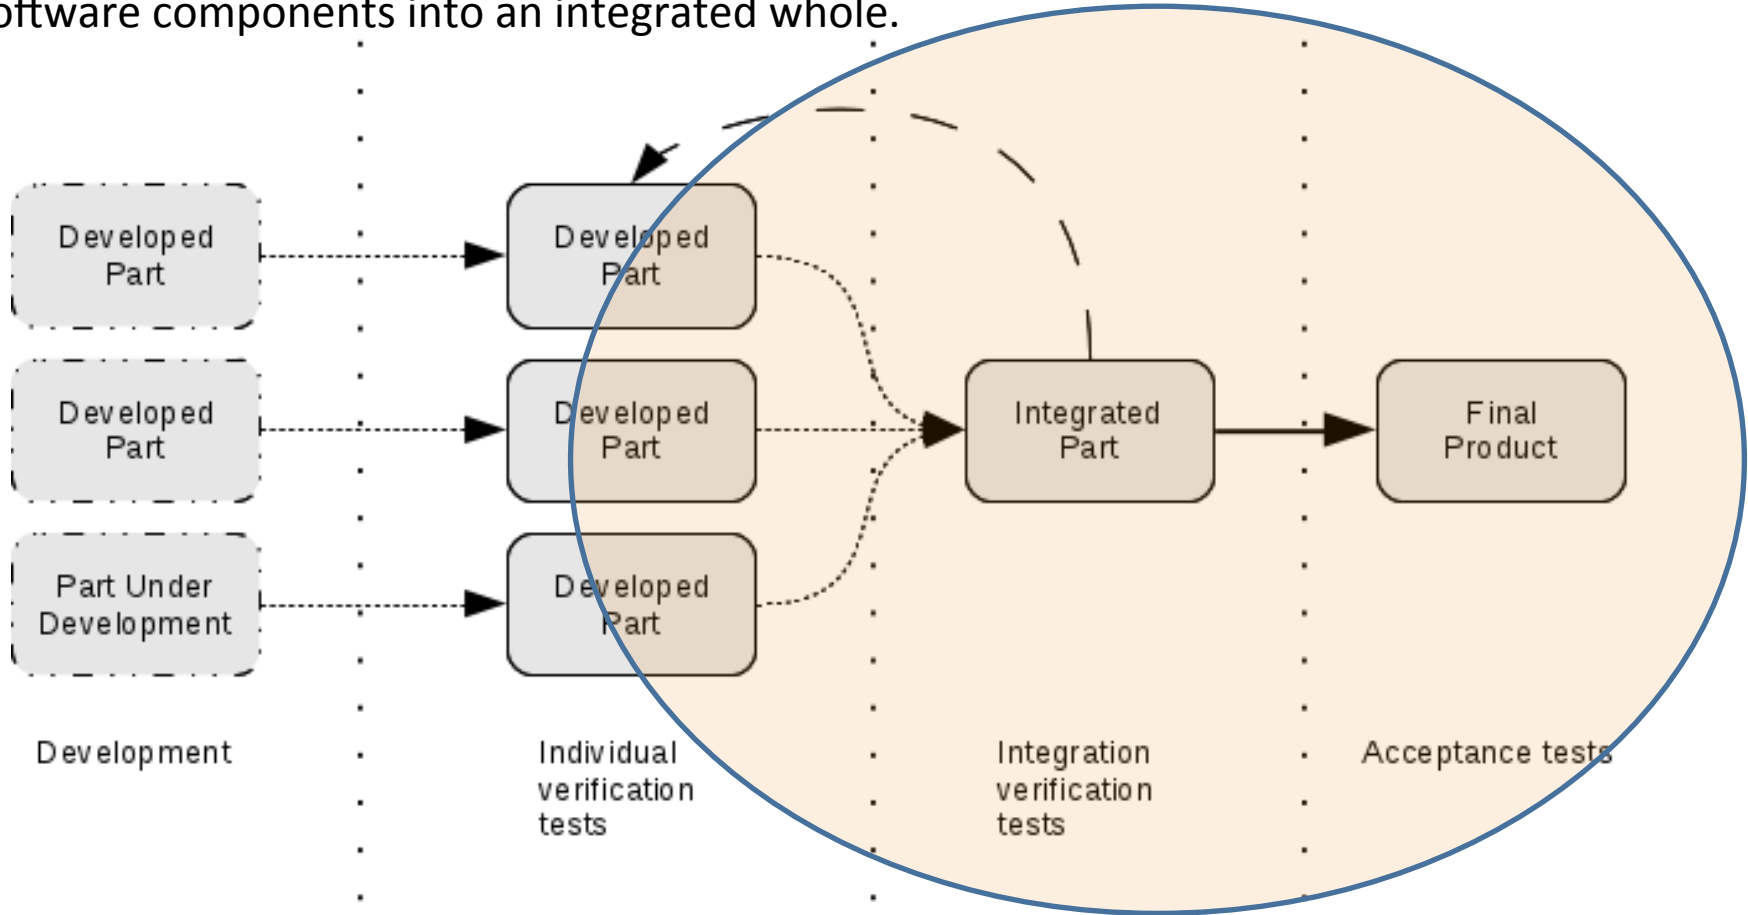 oftware components into an integrated whole.
Developed
Part
Developed
Part
Developed
Part
Developed
Part
Integrated
Part
Final
Product
Part Under
Development
Developed
Part
Development
Individual
verification
tests
Integration
verification
tests
Acceptance tests